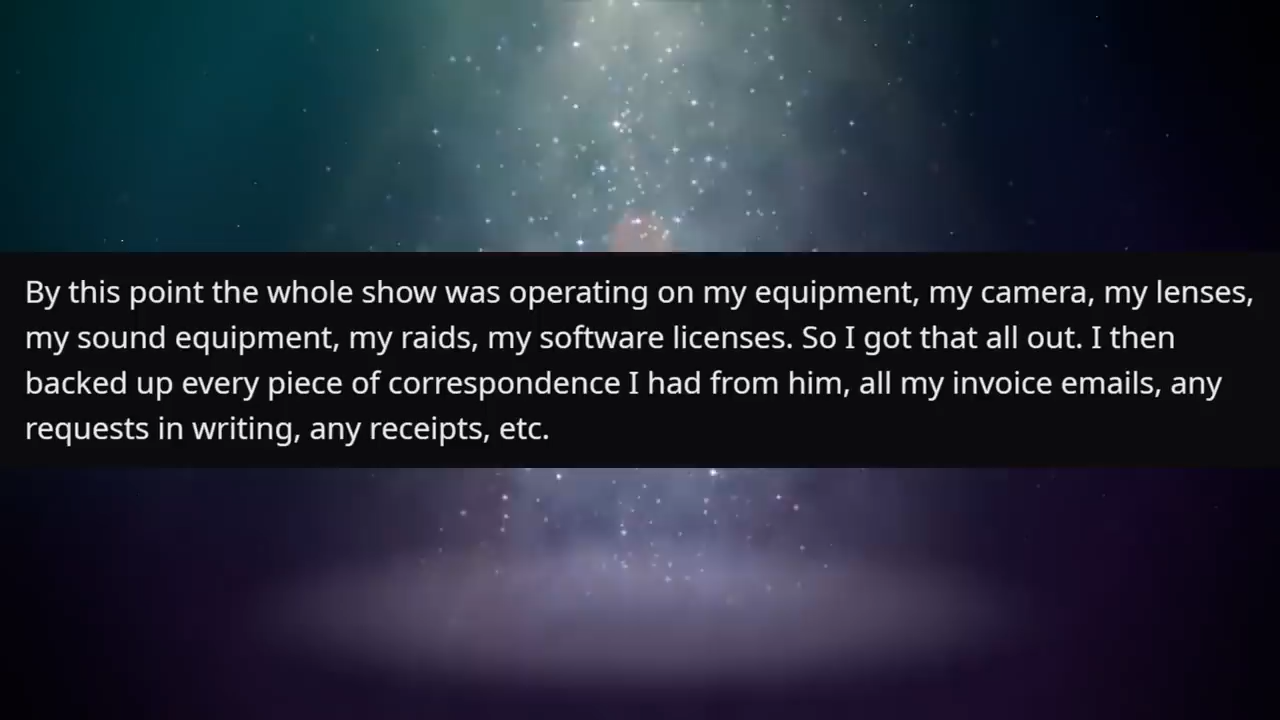 By this point the whole show was operating on my equipment, my camera, my lenses,
my sound equipment, my raids, my software licenses. So I got that all out. I then
backed up every piece of correspondence I had from him, all my invoice emails, any
requests in writing, any receipts, etc.